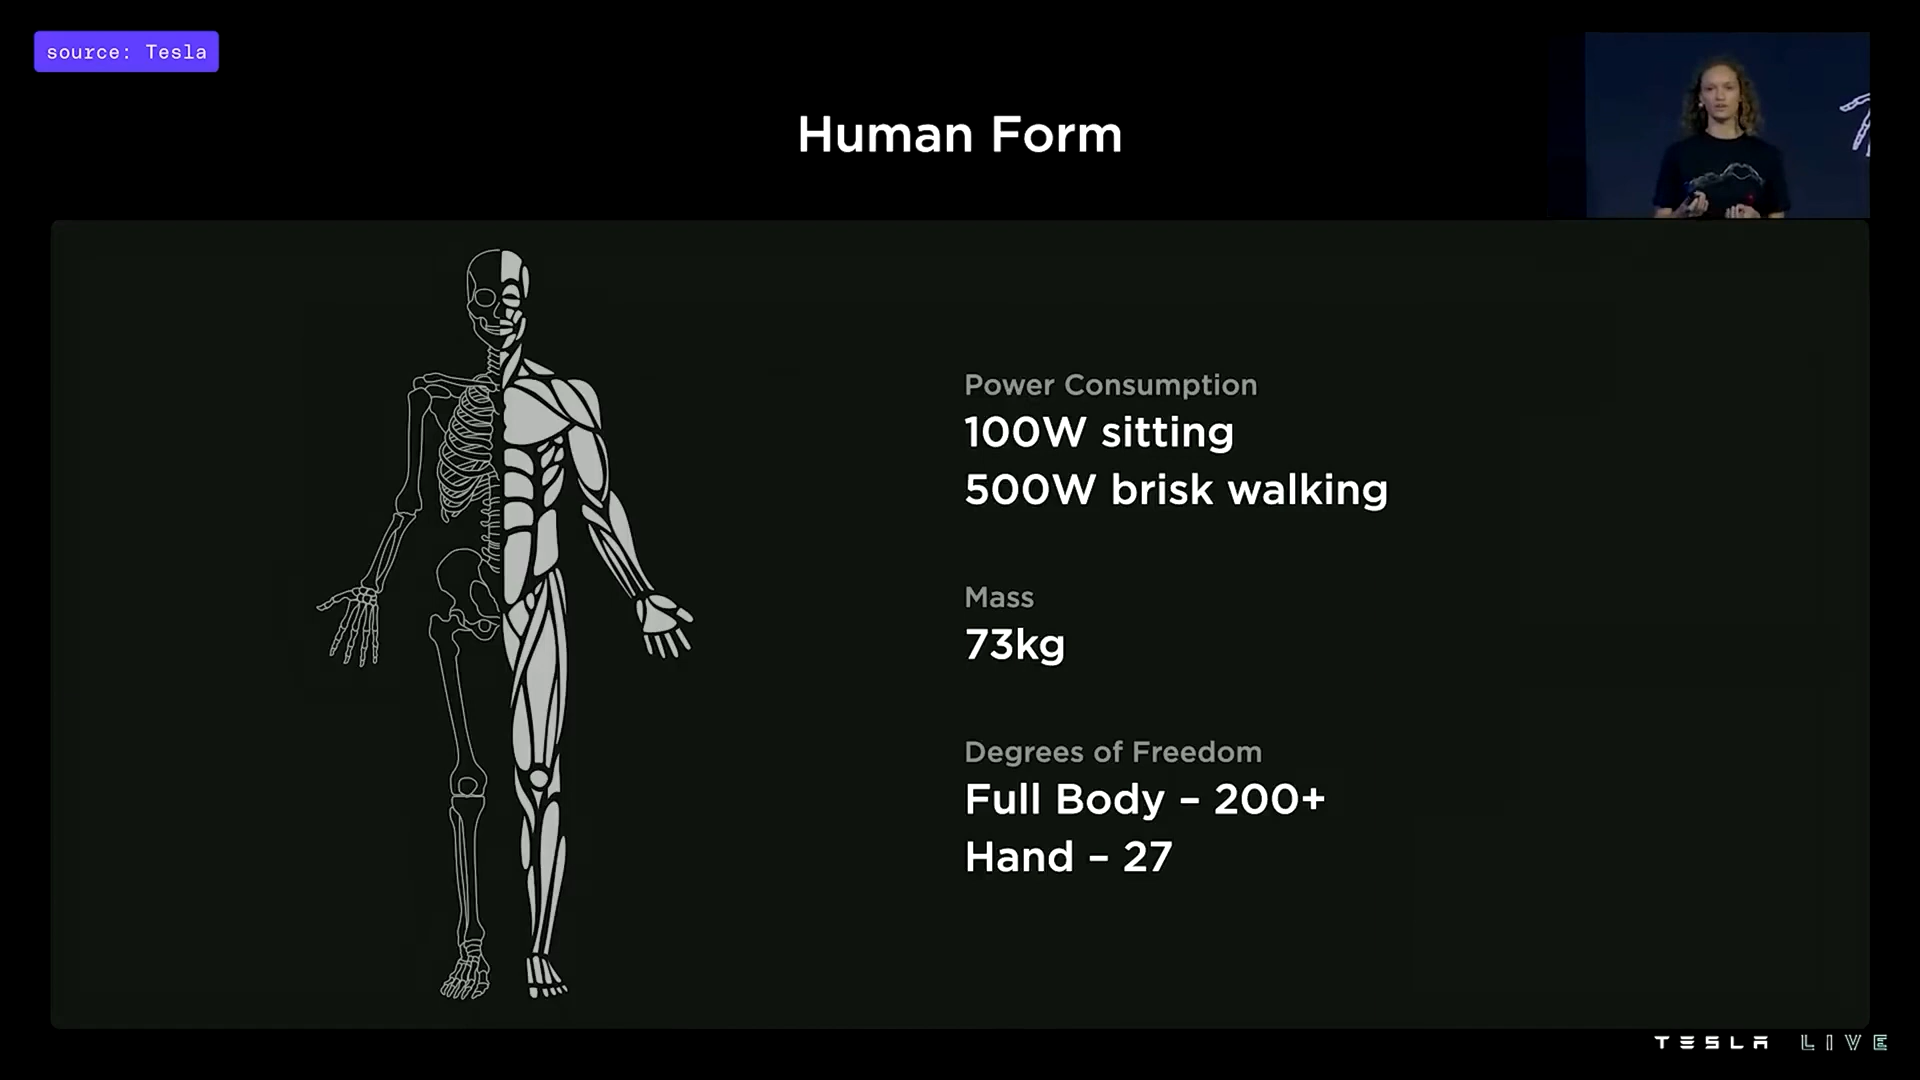 source: Tesla
Human Form
Power Consumption
100W sitting
500W brisk walking
Mass
73kg
Degrees of Freedom
Full Body – 200+
Hand – 27
TESLA LIVE